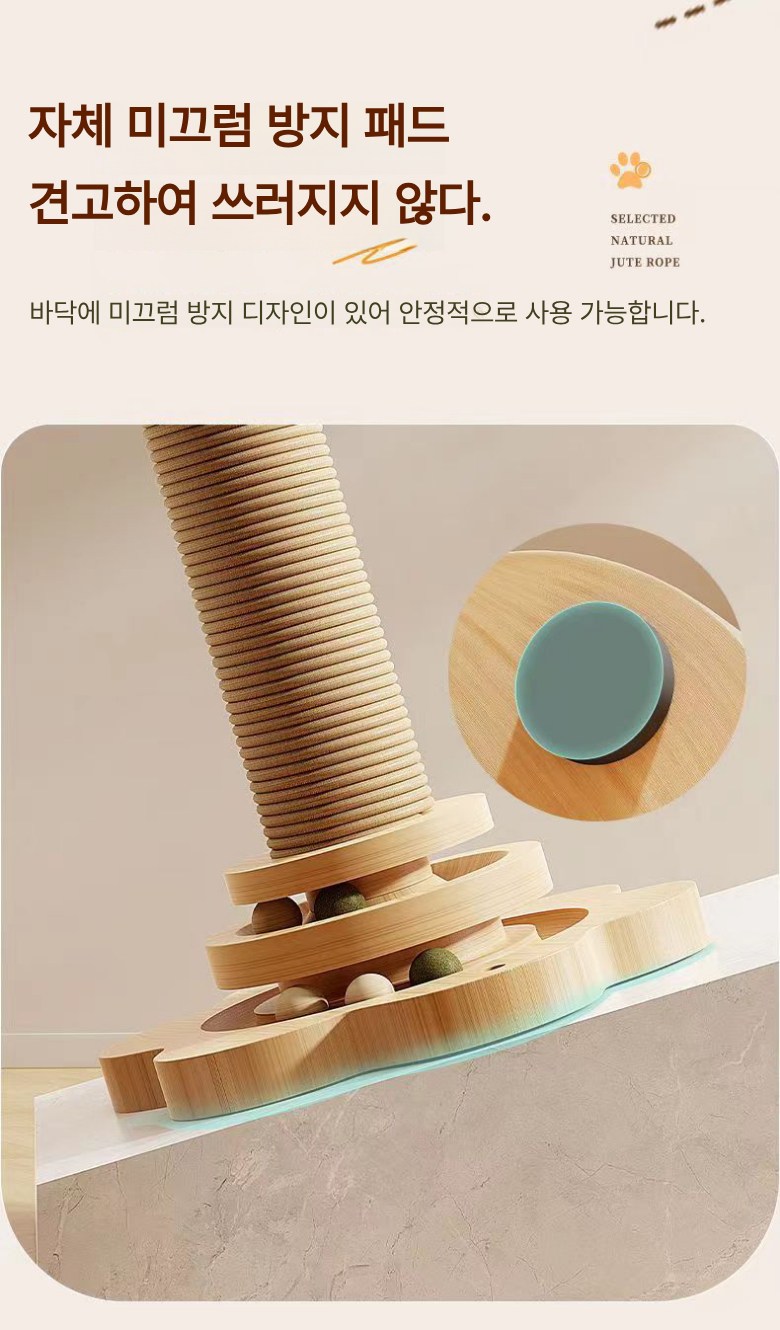 자체 미끄럼 방지 패드
견고하여 쓰러지지 않다.
SELECTED
NATURAL
JUTE ROPE
바닥에 미끄럼 방지 디자인이 있어 안정적으로 사용 가능합니다.